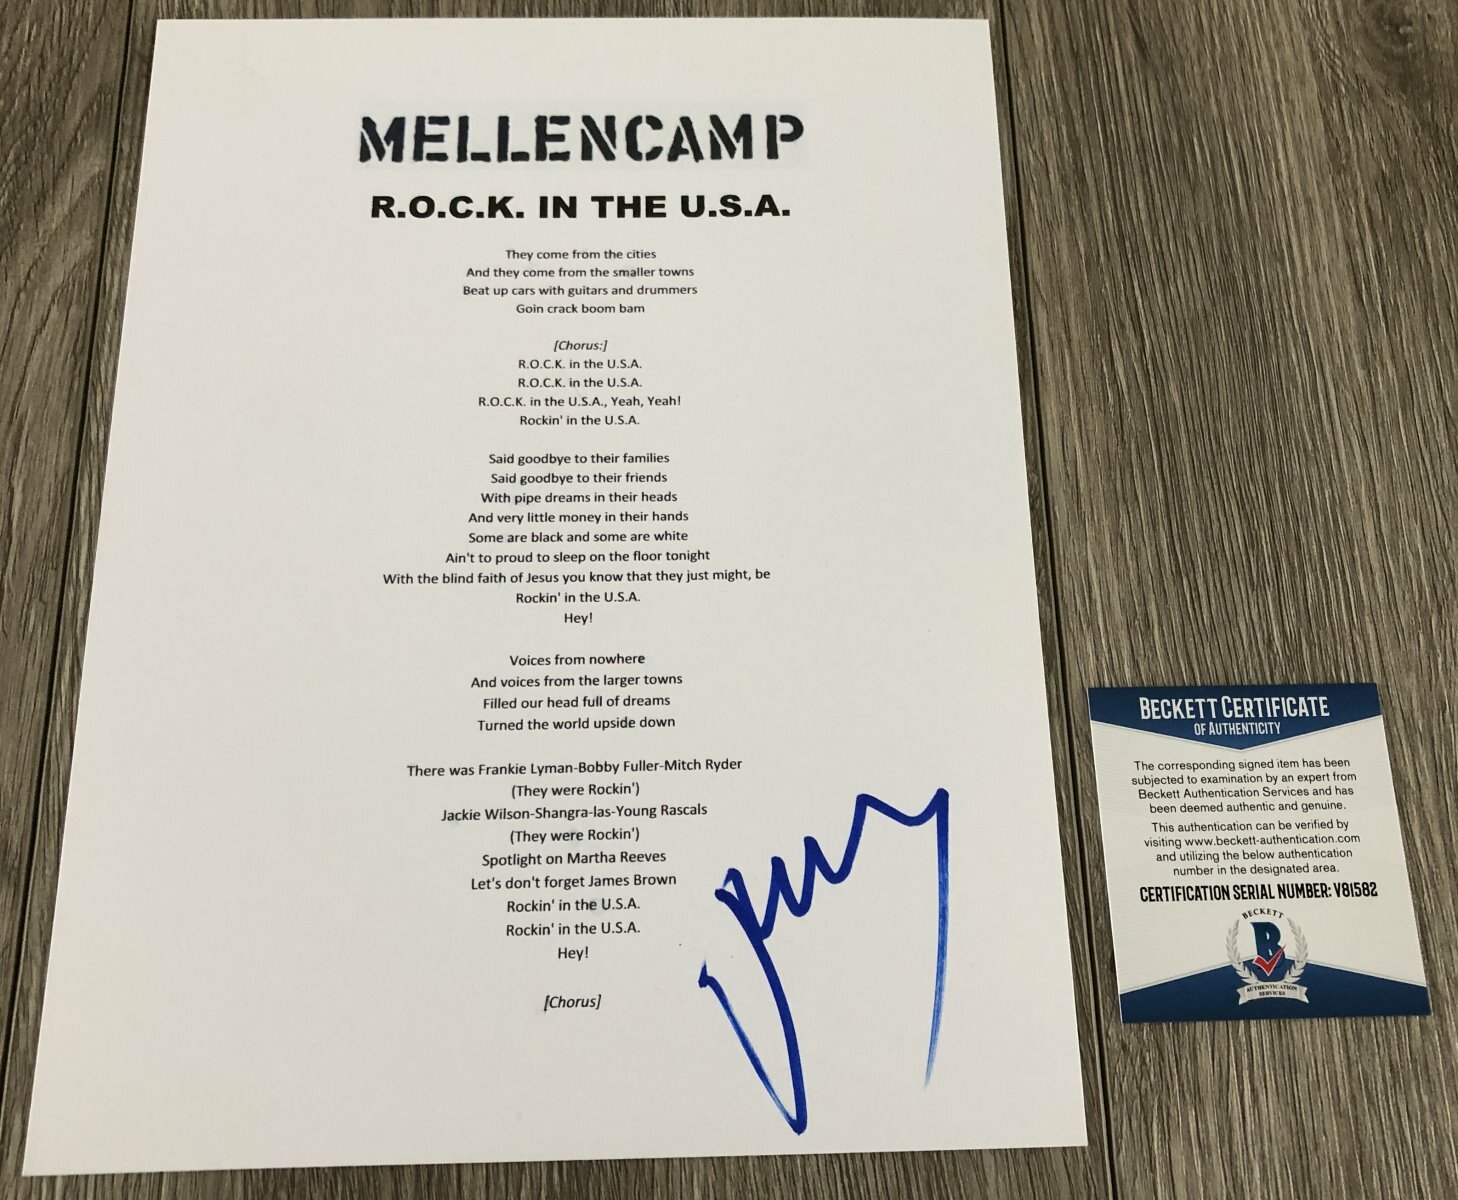 MELLENCAMP
R.O.C.K. IN THE U.S.A.
They come from the cities
And they come from the smaller towns
Beat up cars with guitars and drummers
Goin crack boom bam
[Chorus:]
R.O.C.K. in the U.S.A.
R.O.C.K. in the U.S.A.
R.O.C.K. in the U.S.A., Yeah, Yeah!
Rockin' in the U.S.A.
Said goodbye to their families
Said goodbye to their friends
With pipe dreams in their heads
And very little money in their hands
Some are black and some are white
Ain't to proud to sleep on the floor tonight
With the blind faith of Jesus you know that they just might, be
Rockin' in the U.S.A.
Hey!
Voices from nowhere
And voices from the larger towns
Filled our head full of dreams
Turned the world upside down
There was Frankie Lyman-Bobby Fuller-Mitch Ryder
(They were Rockin')
Jackie Wilson-Shangra-las-Young Rascals
(They were Rockin')
Spotlight on Martha Reeves
Let's don't forget James Brown
Rockin' in the U.S.A.
Rockin' in the U.S.A.
Hey!
[Chorus]
BECKETT CERTIFICATE
OF AUTHENTICITY
The corresponding signed item has been
subjected to examination by an expert from
Beckett Authentication Services and has
been deemed authentic and genuine.
This authentication can be verified by
visiting www.beckett-authentication.com
and utilizing the below authentication
number in the designated area.
CERTIFICATION SERIAL NUMBER: V81582
BECKETT
B
AUTHENTICATION
SERVICES